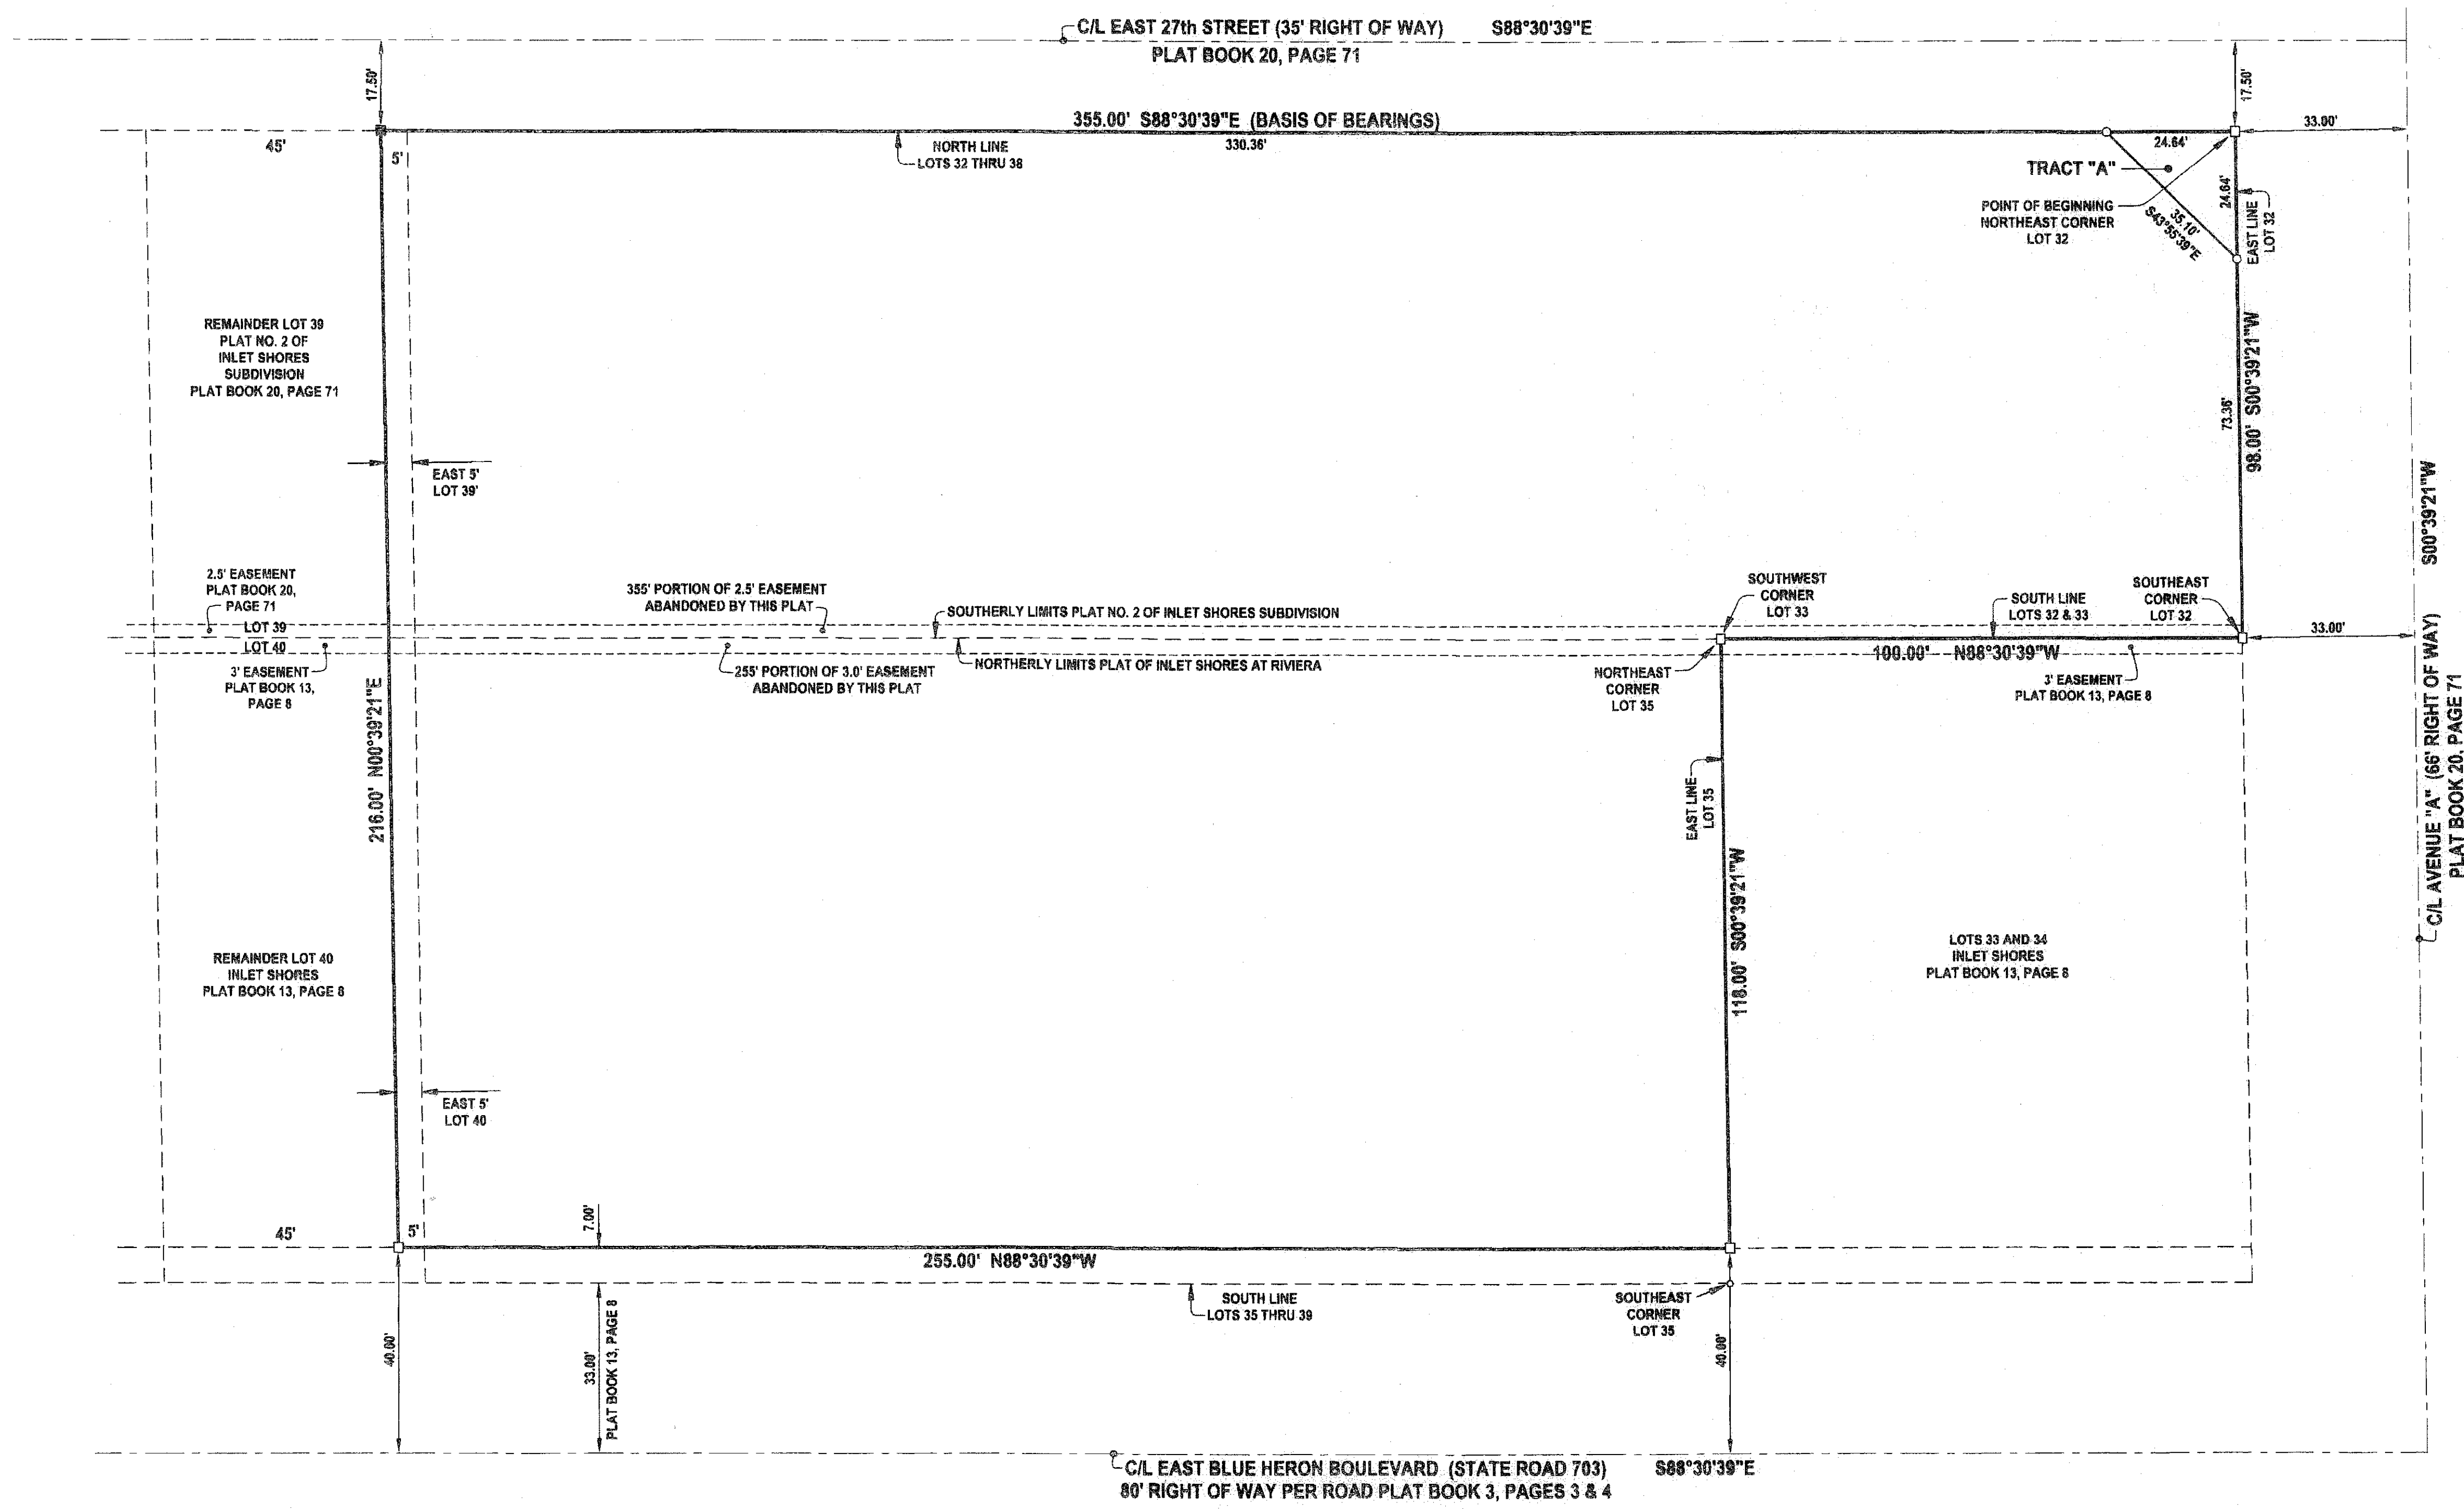 C/L EAST 27th STREET (35' RIGHT OF WAY) S88°30'39"E
PLAT BOOK 20, PAGE 71
17.50'
17.50'
355.00' S88°30'39"E (BASIS OF BEARINGS)
33.00'
45'
5'
NORTH LINE
LOTS 32 THRU 38
330.36'
24.64'
TRACT "A"
24.64'
POINT OF BEGINNING
NORTHEAST CORNER
LOT 32
35.10'
S43°55'39"E
EAST LINE
LOT 32
REMAINDER LOT 39
PLAT NO. 2 OF
INLET SHORES
SUBDIVISION
PLAT BOOK 20, PAGE 71
73.36'
98.00' S00°39'21"W
EAST 5'
LOT 39'
S00°39'21"W
2.5' EASEMENT
PLAT BOOK 20,
PAGE 71
355' PORTION OF 2.5' EASEMENT
ABANDONED BY THIS PLAT
SOUTHERLY LIMITS PLAT NO. 2 OF INLET SHORES SUBDIVISION
SOUTHWEST
CORNER
LOT 33
SOUTH LINE
LOTS 32 & 33
SOUTHEAST
CORNER
LOT 32
LOT 39
LOT 40
33.00'
3' EASEMENT
PLAT BOOK 13,
PAGE 8
255' PORTION OF 3.0' EASEMENT
ABANDONED BY THIS PLAT
NORTHERLY LIMITS PLAT OF INLET SHORES AT RIVIERA
NORTHEAST
CORNER
LOT 35
100.00' N88°30'39"W
3' EASEMENT
PLAT BOOK 13, PAGE 8
216.00' N00°39'21"E
EAST LINE
LOT 35
C/L AVENUE "A" (66' RIGHT OF WAY)
PLAT BOOK 20, PAGE 71
118.00' S00°39'21"W
REMAINDER LOT 40
INLET SHORES
PLAT BOOK 13, PAGE 8
LOTS 33 AND 34
INLET SHORES
PLAT BOOK 13, PAGE 8
EAST 5'
LOT 40
45'
5'
7.00'
255.00' N88°30'39"W
SOUTH LINE
LOTS 35 THRU 39
SOUTHEAST
CORNER
LOT 35
40.00'
33.00'
PLAT BOOK 13, PAGE 8
40.00'
C/L EAST BLUE HERON BOULEVARD (STATE ROAD 703) S88°30'39"E
80' RIGHT OF WAY PER ROAD PLAT BOOK 3, PAGES 3 & 4